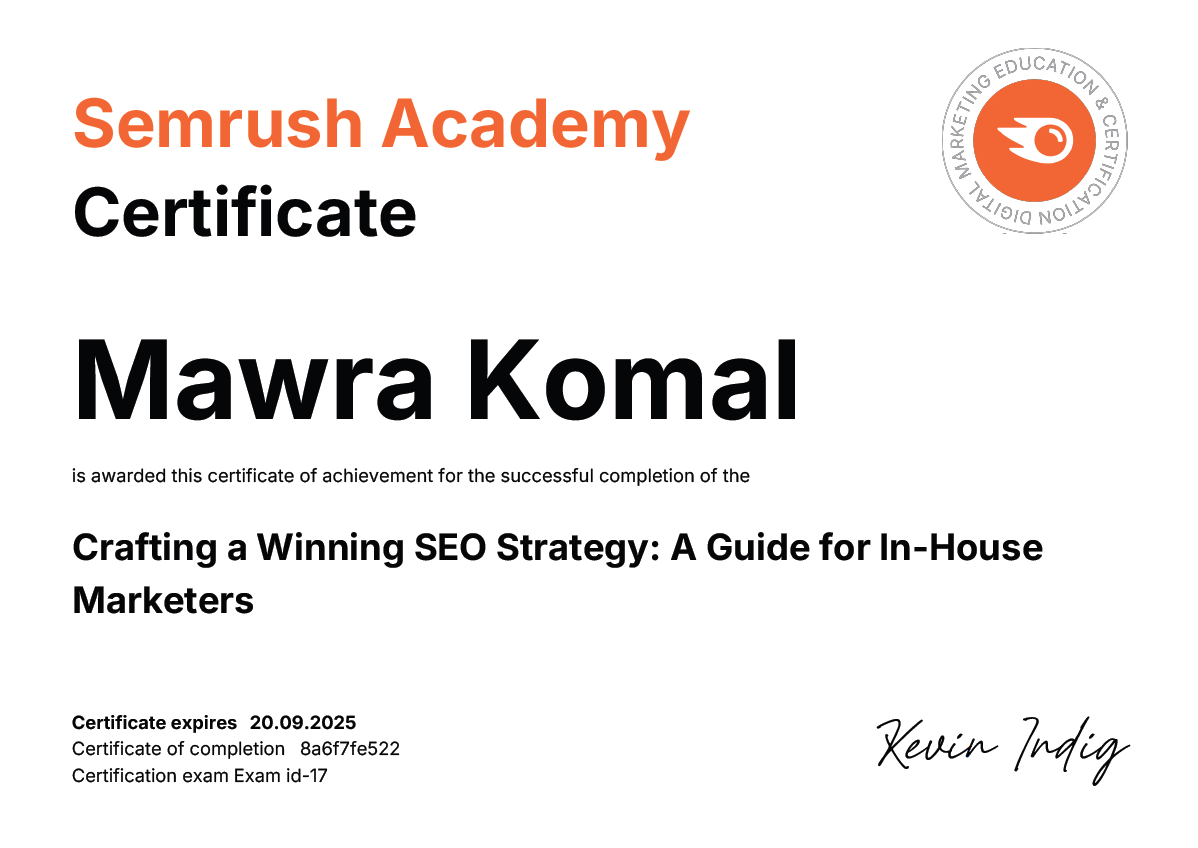 Semrush Academy
Certificate
DIGITAL MARKETING EDUCATION & CERTIFICATION
Mawra Komal
is awarded this certificate of achievement for the successful completion of the
Crafting a Winning SEO Strategy: A Guide for In-House
Marketers
Certificate expires 20.09.2025
Certificate of completion 8a6f7fe522
Certification exam Exam id-17
Kevin Indig